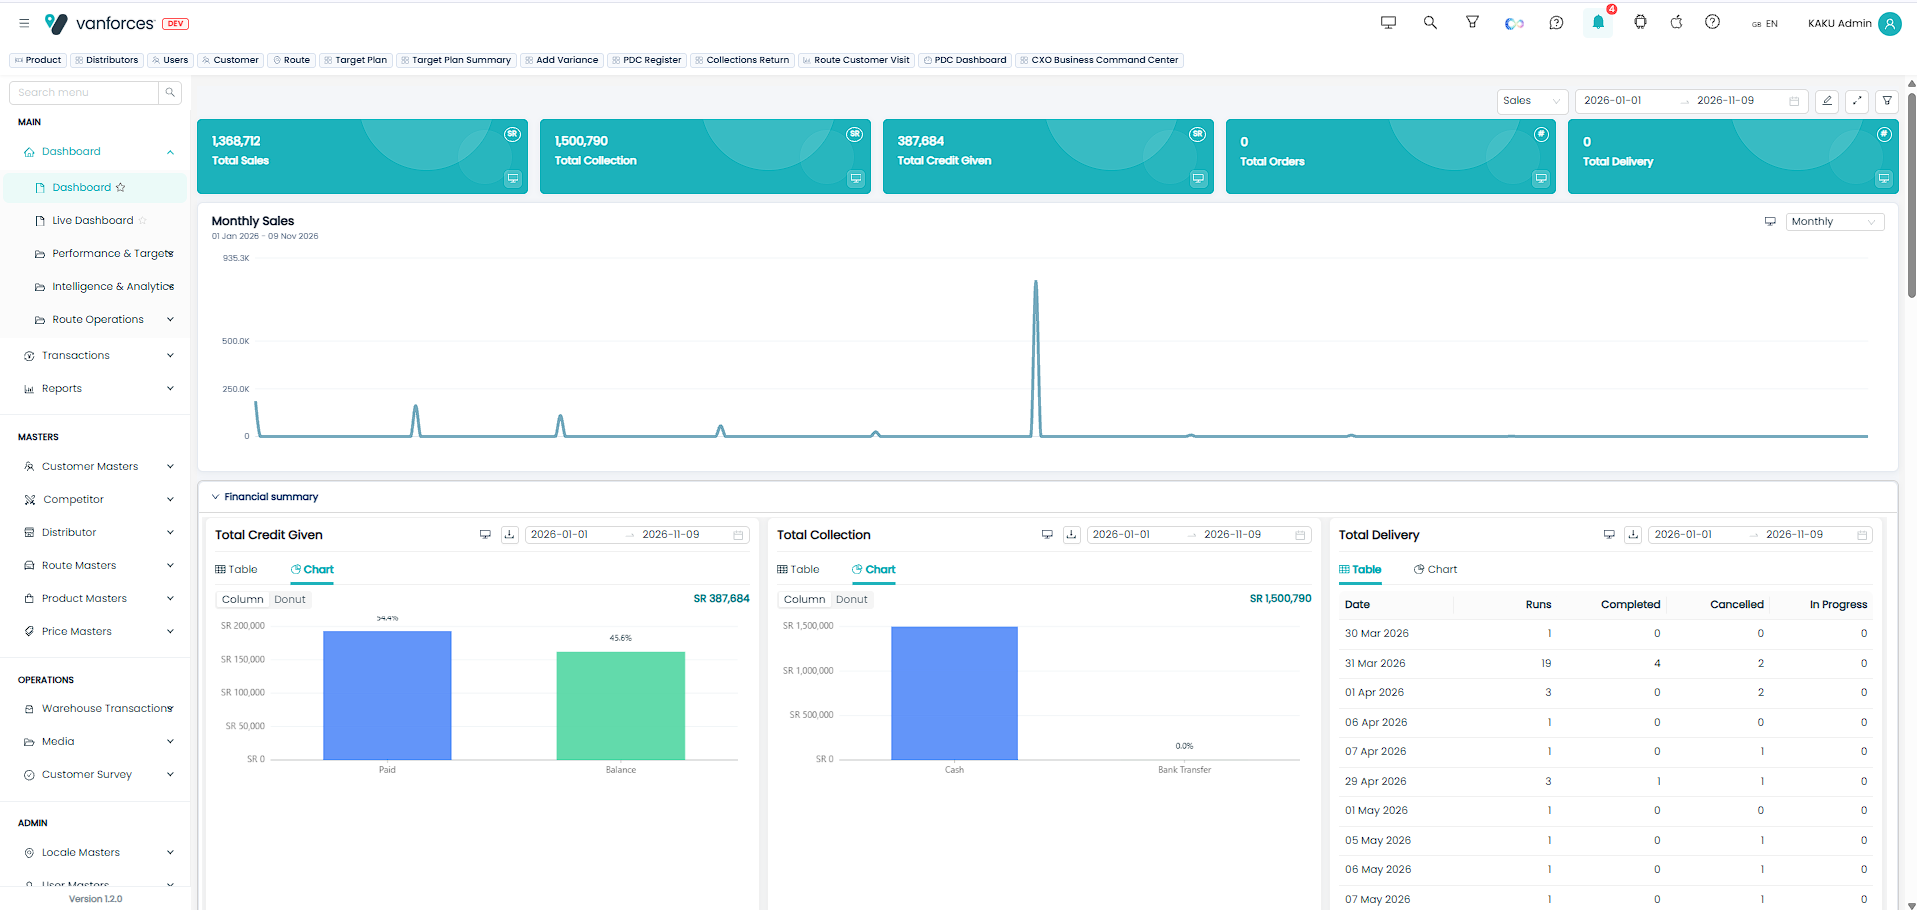 vanforces DEV
4
GB EN
KAKU Admin
Product
Distributors
Users
Customer
Route
Target Plan
Target Plan Summary
Add Variance
PDC Register
Collections Return
Route Customer Visit
PDC Dashboard
CXO Business Command Center
Search menu
MAIN
Dashboard
Dashboard
Live Dashboard
Performance & Targets
Intelligence & Analytics
Route Operations
Transactions
Reports
MASTERS
Customer Masters
Competitor
Distributor
Route Masters
Product Masters
Price Masters
OPERATIONS
Warehouse Transactions
Media
Customer Survey
ADMIN
Locale Masters
User Masters
Version 1.2.0
Sales
2026-01-01 → 2026-11-09
1,368,712 SR
Total Sales
1,500,790 SR
Total Collection
387,684 SR
Total Credit Given
0 #
Total Orders
0 #
Total Delivery
Monthly Sales
01 Jan 2026 - 09 Nov 2026
Monthly
935.3K
500.0K
250.0K
0
Financial summary
Total Credit Given
2026-01-01 → 2026-11-09
Table Chart
Column Donut
SR 387,684
SR 200,000
SR 150,000
SR 100,000
SR 50,000
SR 0
54.4%
45.6%
Paid Balance
Total Collection
2026-01-01 → 2026-11-09
Table Chart
Column Donut
SR 1,500,790
SR 1,500,000
SR 1,000,000
SR 500,000
SR 0
0.0%
Cash Bank Transfer
Total Delivery
2026-01-01 → 2026-11-09
Table Chart
Date Runs Completed Cancelled In Progress
30 Mar 2026 1 0 0 0
31 Mar 2026 19 4 2 0
01 Apr 2026 3 0 2 0
06 Apr 2026 1 0 0 0
07 Apr 2026 1 0 1 0
29 Apr 2026 3 1 1 0
01 May 2026 1 0 0 0
05 May 2026 1 0 1 0
06 May 2026 1 0 1 0
07 May 2026 1 0 1 0